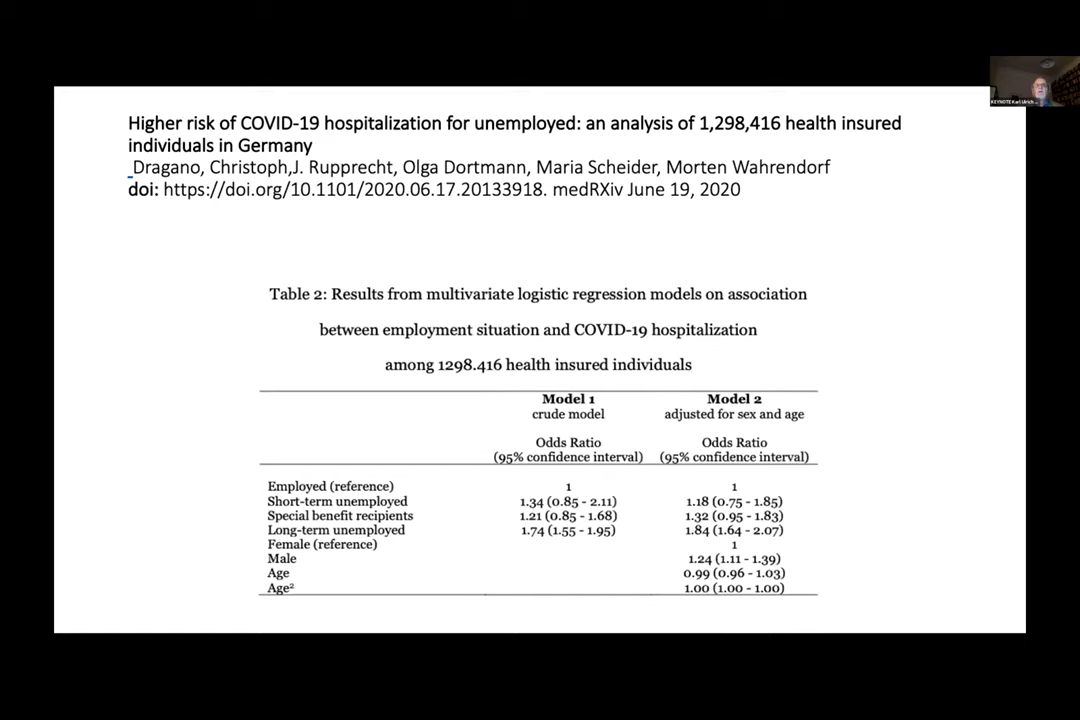 Higher risk of COVID-19 hospitalization for unemployed: an analysis of 1,298,416 health insured
individuals in Germany
Dragano, Christoph,J. Rupprecht, Olga Dortmann, Maria Scheider, Morten Wahrendorf
doi: https://doi.org/10.1101/2020.06.17.20133918. medRXiv June 19, 2020
KEYNOTE Karl Ulrich ...
Table 2: Results from multivariate logistic regression models on association
between employment situation and COVID-19 hospitalization
among 1298.416 health insured individuals
Model 1 Model 2
crude model adjusted for sex and age
Odds Ratio Odds Ratio
(95% confidence interval) (95% confidence interval)
Employed (reference) 1 1
Short-term unemployed 1.34 (0.85 - 2.11) 1.18 (0.75 - 1.85)
Special benefit recipients 1.21 (0.85 - 1.68) 1.32 (0.95 - 1.83)
Long-term unemployed 1.74 (1.55 - 1.95) 1.84 (1.64 - 2.07)
Female (reference) 1
Male 1.24 (1.11 - 1.39)
Age 0.99 (0.96 - 1.03)
Age² 1.00 (1.00 - 1.00)